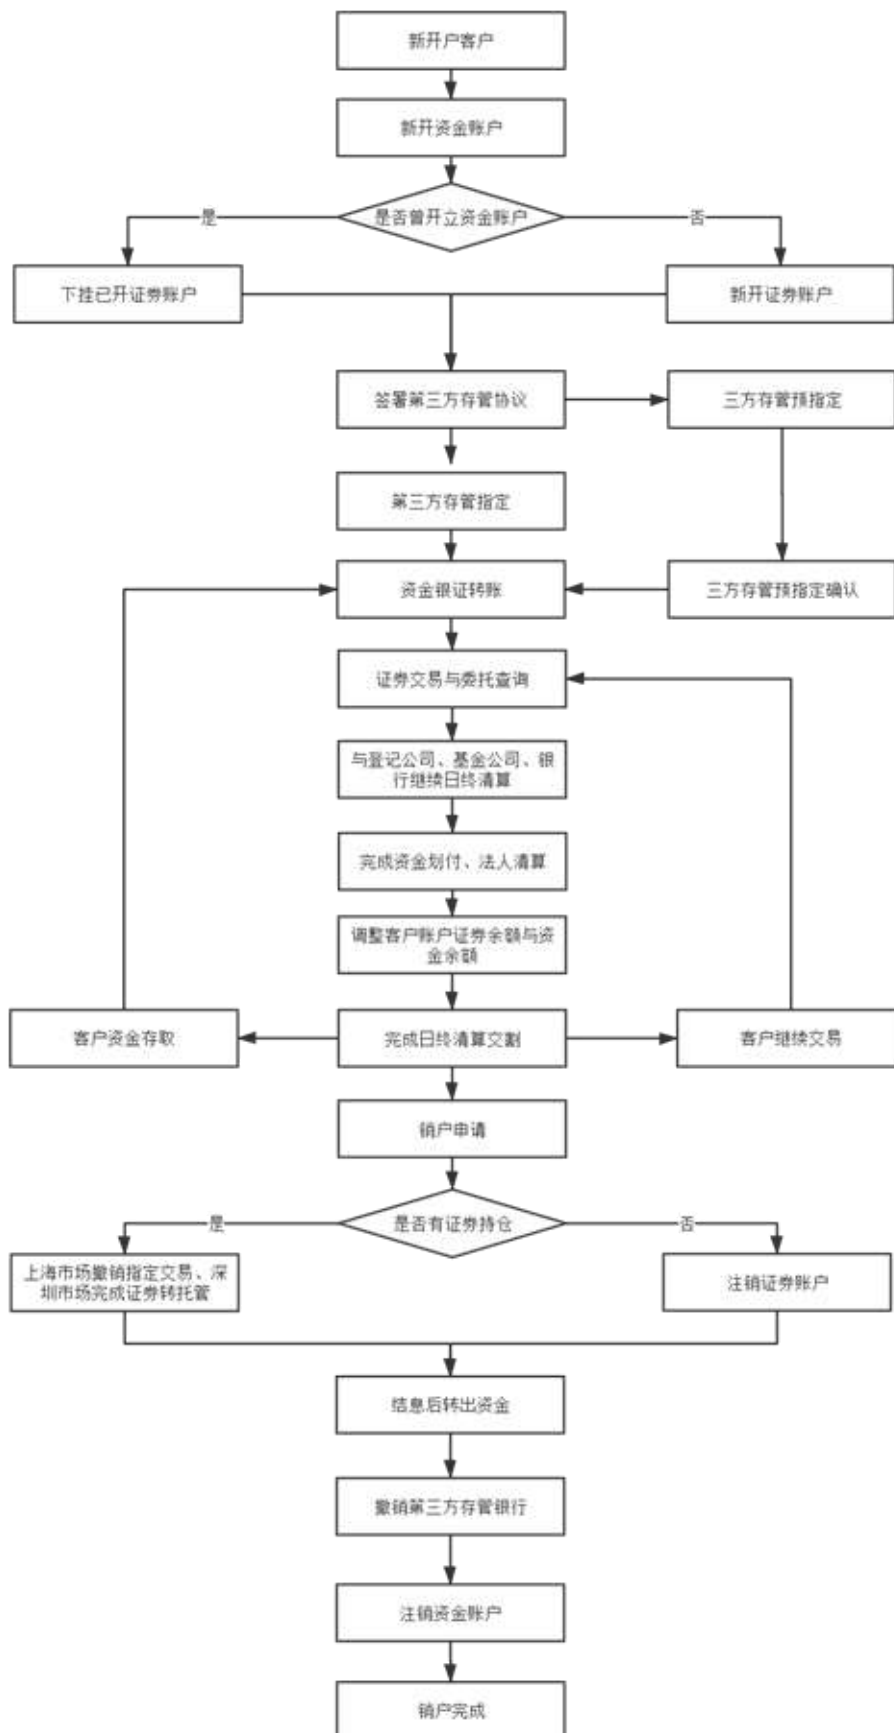 新开户客户
新开资金账户
是否曾开立资金账户
是
否
下挂已开证券账户
新开证券账户
签署第三方存管协议
三方存管预指定
第三方存管指定
资金银证转账
三方存管预指定确认
证券交易与委托查询
与登记公司、基金公司、银
行继续日终清算
完成资金划付、法人清算
调整客户账户证券余额与资
金余额
客户资金存取
完成日终清算交割
客户继续交易
销户申请
是否有证券持仓
是
否
上海市场撤销指定交易、深
圳市场完成证券转托管
注销证券账户
结息后转出资金
撤销第三方存管银行
注销资金账户
销户完成